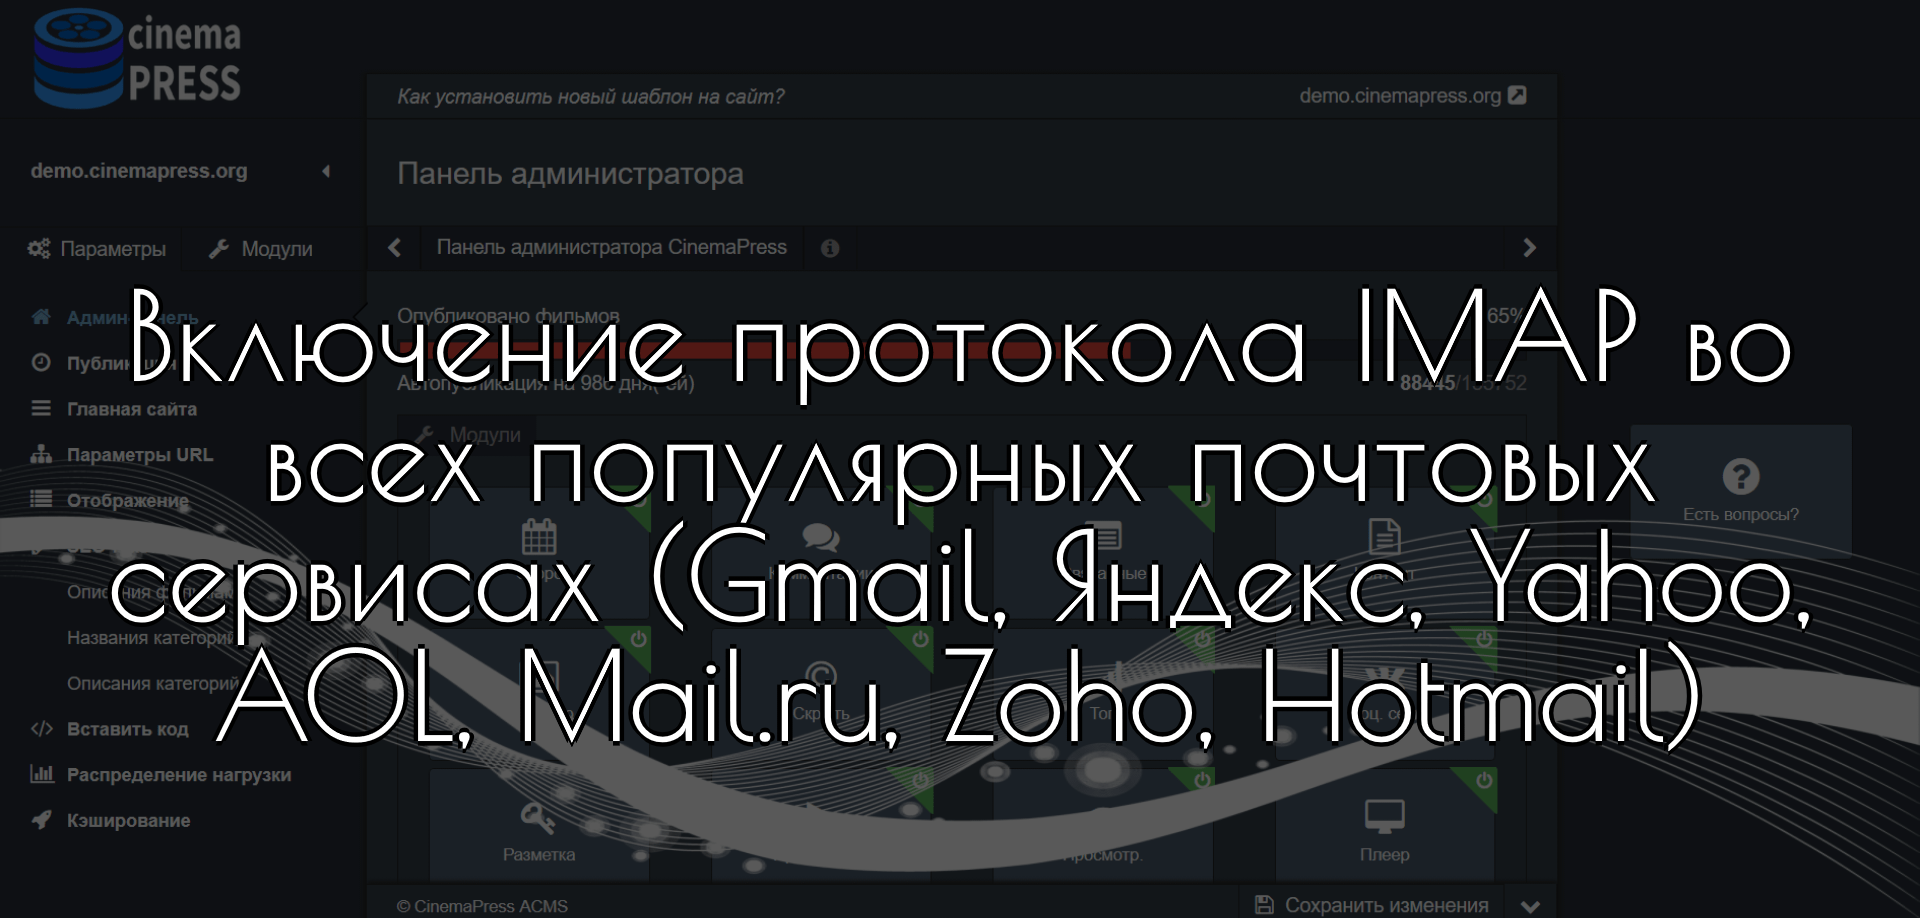 cinema
PRESS
Как установить новый шаблон на сайт?
demo.cinemapress.org
demo.cinemapress.org
Панель администратора
Параметры
Модули
Панель администратора CinemaPress
Опубликовано фильмов
65%
Включение протокола IMAP во
Автопубликация на 986 дня(ей)
Главная сайта
Модули
Параметры URL
всех популярных почтовых
Отображение
Есть вопросы?
сервисах (Gmail, Яндекс, Yahoo,
Названия категорий
Описания категорий
AOL, Mail.ru, Zoho, Hotmail)
Вставить код
Распределение нагрузки
Кэширование
Разметка
Плеер
© CinemaPress ACMS
Сохранить изменения